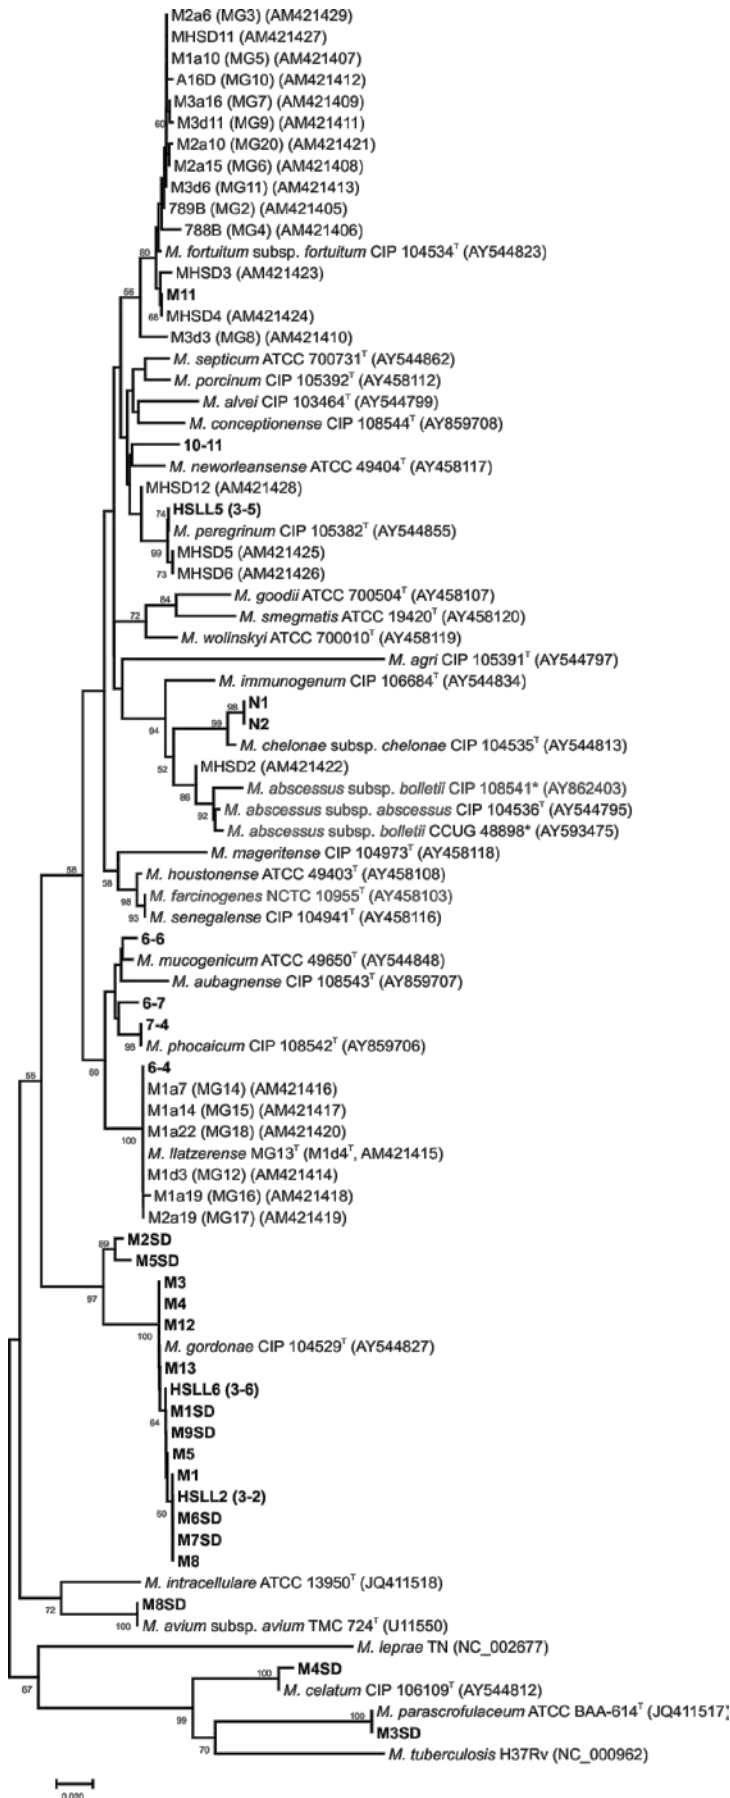 M2a6 (MG3) (AM421429)
MHSD11 (AM421427)
M1a10 (MG5) (AM421407)
A16D (MG10) (AM421412)
M3a16 (MG7) (AM421409)
60 M3d11 (MG9) (AM421411)
M2a10 (MG20) (AM421421)
M2a15 (MG6) (AM421408)
M3d6 (MG11) (AM421413)
789B (MG2) (AM421405)
788B (MG4) (AM421406)
80 M. fortuitum subsp. fortuitum CIP 104534T (AY544823)
MHSD3 (AM421423)
66 M11
68 MHSD4 (AM421424)
M3d3 (MG8) (AM421410)
M. septicum ATCC 700731T (AY544862)
M. porcinum CIP 105392T (AY458112)
M. alvei CIP 103464T (AY544799)
M. conceptionense CIP 108544T (AY859708)
10-11
M. neworleansense ATCC 49404T (AY458117)
MHSD12 (AM421428)
74 HSLL5 (3-5)
M. peregrinum CIP 105382T (AY544855)
99 MHSD5 (AM421425)
73 MHSD6 (AM421426)
M. goodii ATCC 700504T (AY458107)
84
72 M. smegmatis ATCC 19420T (AY458120)
M. wolinskyi ATCC 700010T (AY458119)
M. agri CIP 105391T (AY544797)
M. immunogenum CIP 106684T (AY544834)
98 N1
94 99 N2
M. chelonae subsp. chelonae CIP 104535T (AY544813)
52 MHSD2 (AM421422)
86 M. abscessus subsp. bolletii CIP 108541* (AY862403)
92 M. abscessus subsp. abscessus CIP 104536T (AY544795)
M. abscessus subsp. bolletii CCUG 48898* (AY593475)
M. mageritense CIP 104973T (AY458118)
58 M. houstonense ATCC 49403T (AY458108)
58 98 M. farcinogenes NCTC 10955T (AY458103)
93 M. senegalense CIP 104941T (AY458116)
6-6
M. mucogenicum ATCC 49650T (AY544848)
M. aubagnense CIP 108543T (AY859707)
6-7
7-4
95 M. phocaicum CIP 108542T (AY859706)
69 6-4
55 M1a7 (MG14) (AM421416)
M1a14 (MG15) (AM421417)
M1a22 (MG18) (AM421420)
100 M. llatzerense MG13T (M1d4T, AM421415)
M1d3 (MG12) (AM421414)
M1a19 (MG16) (AM421418)
M2a19 (MG17) (AM421419)
89 M2SD
M5SD
97 M3
M4
100 M12
M. gordonae CIP 104529T (AY544827)
M13
HSLL6 (3-6)
64 M1SD
M9SD
M5
M1
HSLL2 (3-2)
50 M6SD
M7SD
M8
M. intracellulare ATCC 13950T (JQ411518)
72 M8SD
100 M. avium subsp. avium TMC 724T (U11550)
M. leprae TN (NC_002677)
67 100 M4SD
M. celatum CIP 106109T (AY544812)
99 100 M. parascrofulaceum ATCC BAA-614T (JQ411517)
M3SD
70 M. tuberculosis H37Rv (NC_000962)
0.020